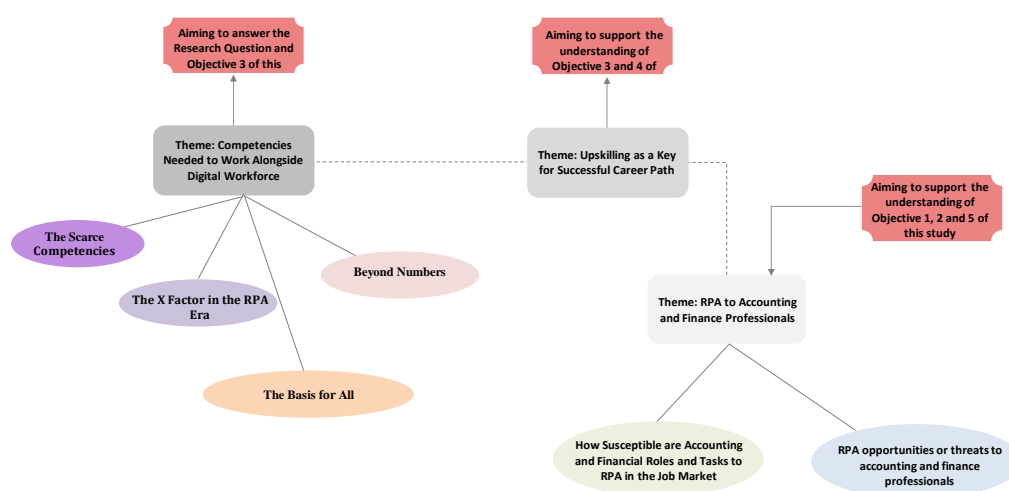 Aiming to answer the
Research Question and
Objective 3 of this
Aiming to support the
understanding of
Objective 3 and 4 of
Theme: Competencies
Needed to Work Alongside
Digital Workforce
Theme: Upskilling as a Key
for Successful Career Path
Aiming to support the
understanding of
Objective 1, 2 and 5 of
this study
The Scarce
Competencies
Beyond Numbers
The X Factor in the RPA
Era
Theme: RPA to Accounting
and Finance Professionals
The Basis for All
How Susceptible are Accounting
and Financial Roles and Tasks to
RPA in the Job Market
RPA opportunities or threats to
accounting and finance
professionals